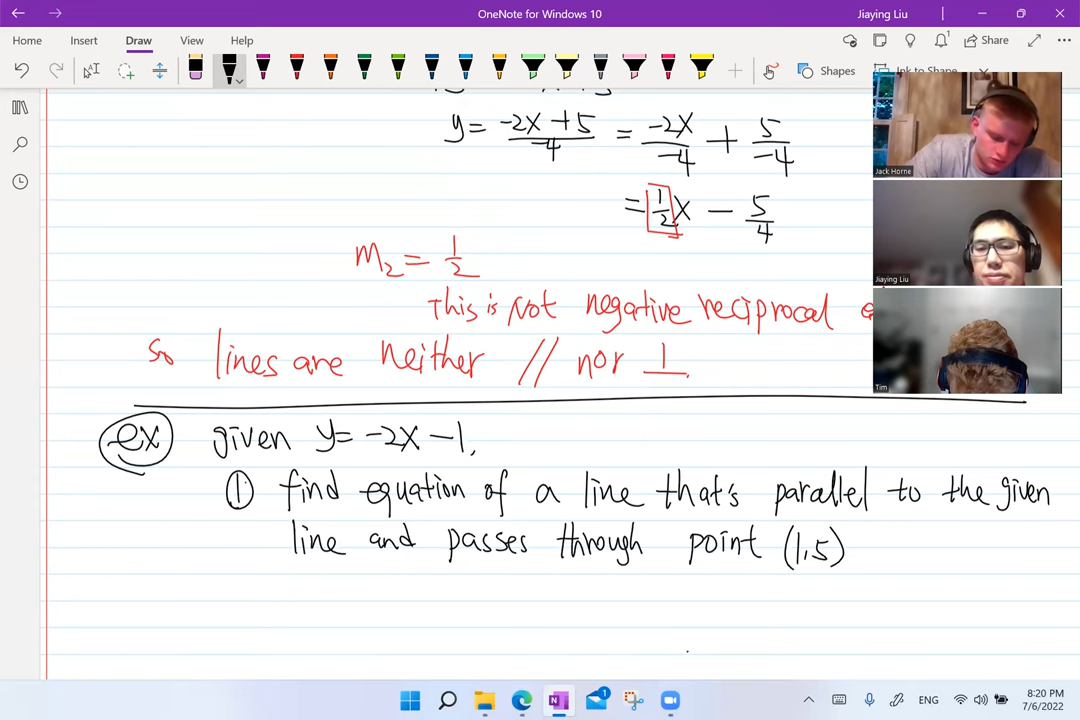 OneNote for Windows 10
Jiaying Liu
Home Insert Draw View Help
Share
Shapes
Ink to Shape
y= -2x+5/-4 = -2x/-4 + 5/-4
= 1/2 x - 5/4
m₂ = 1/2
This is Not negative reciprocal
so lines are neither // nor ⊥.
ex given y= -2x -1,
① find equation of a line that's parallel to the given
line and passes through point (1,5)
Jack Horne
Jiaying Liu
Tim
1
ENG
8:20 PM
7/6/2022